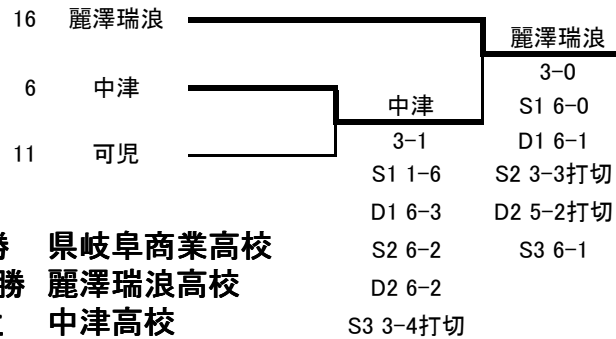 16 麗澤瑞浪
麗澤瑞浪
3-0
6 中津
中津
S1 6-0
3-1
D1 6-1
11 可児
S1 1-6
S2 3-3打切
D1 6-3
D2 5-2打切
勝 県岐阜商業高校
S2 6-2
S3 6-1
勝 麗澤瑞浪高校
D2 6-2
中津高校
S3 3-4打切